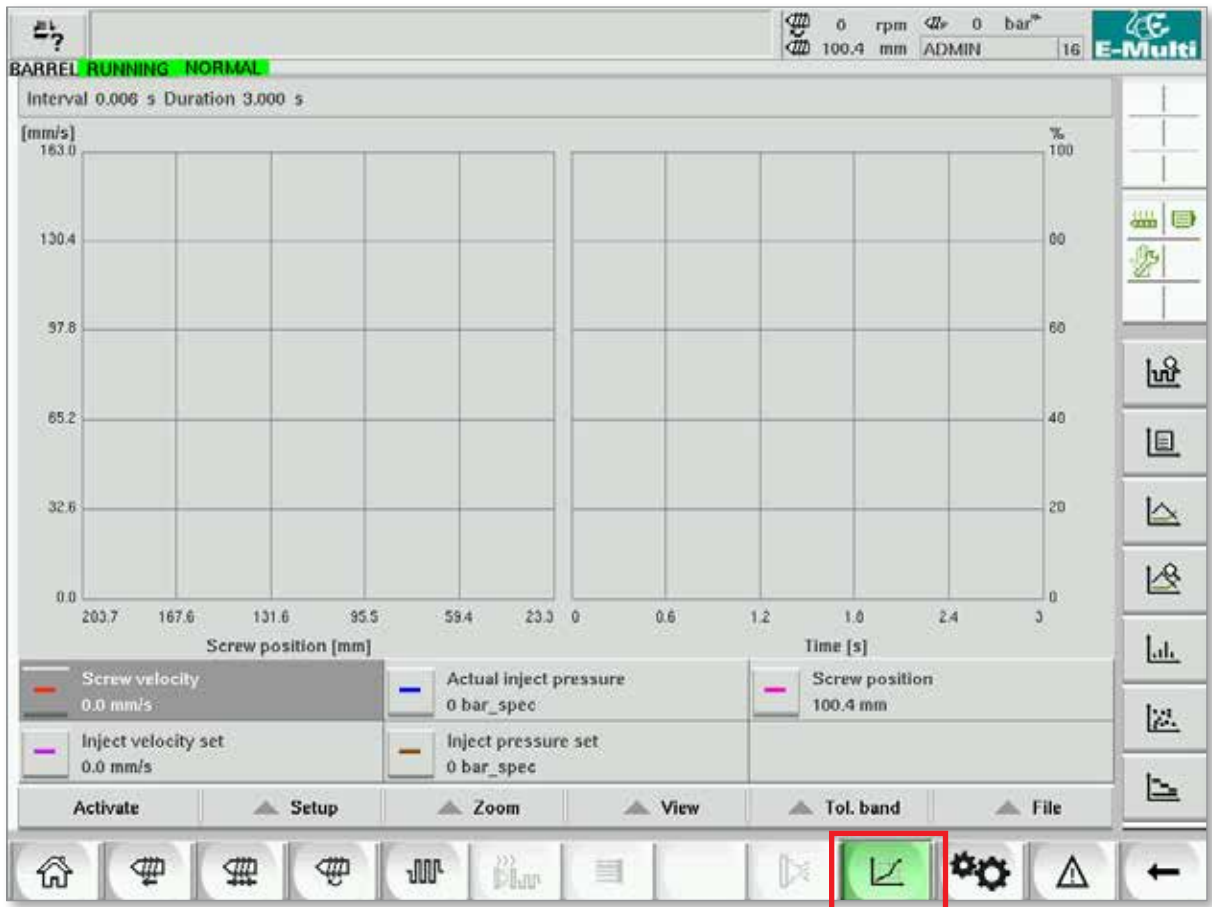 ?
0 rpm 0 bar
100.4 mm ADMIN 16
E-Multi
BARREL RUNNING NORMAL
Interval 0.006 s Duration 3.000 s
[mm/s] %
163.0 100
130.4 80
97.8 60
65.2 40
32.6 20
0.0 0
203.7 167.6 131.6 95.5 59.4 23.3 0 0.6 1.2 1.8 2.4 3
Screw position [mm] Time [s]
Screw velocity Actual inject pressure Screw position
0.0 mm/s 0 bar_spec 100.4 mm
Inject velocity set Inject pressure set
0.0 mm/s 0 bar_spec
Activate Setup Zoom View Tol. band File